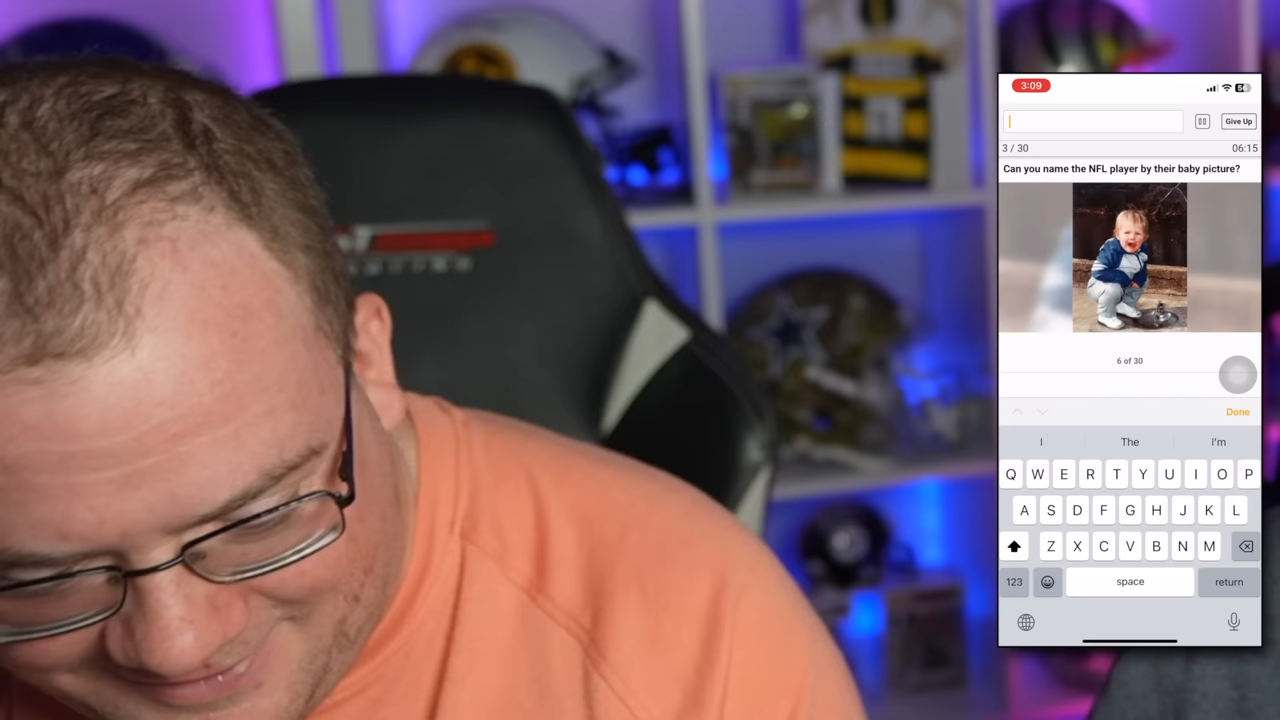 3:09
Give Up
3 / 30
06:15
Can you name the NFL player by their baby picture?
6 of 30
Done
I
The
I'm
Q W E R T Y U I O P
A S D F G H J K L
Z X C V B N M
123
space
return